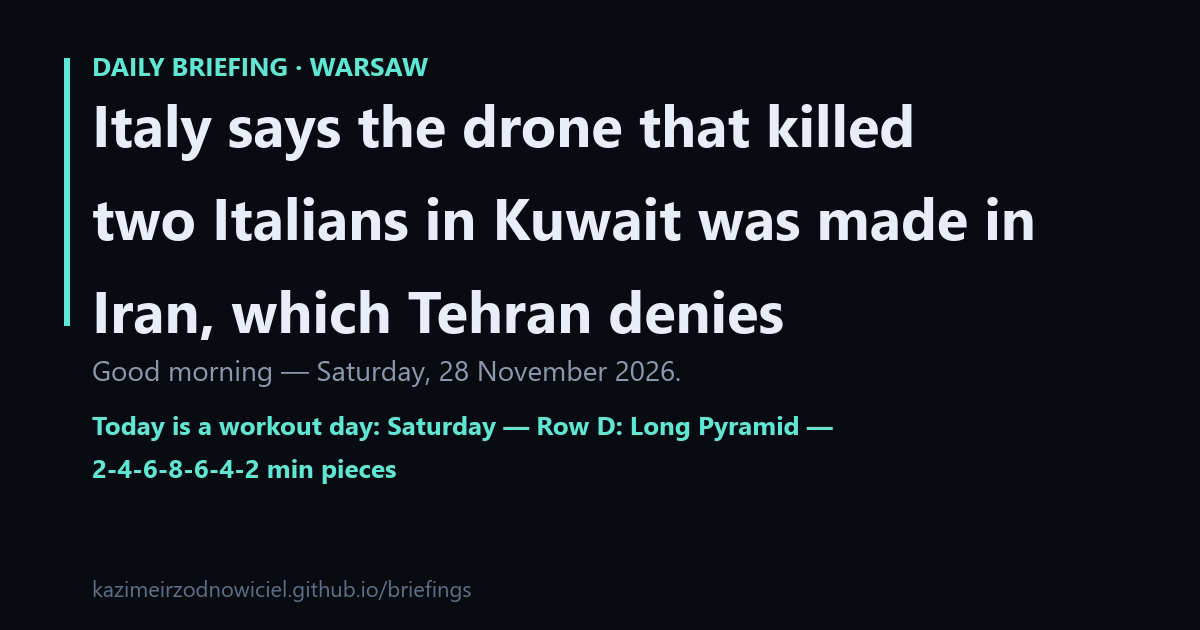 DAILY BRIEFING · WARSAW
Italy says the drone that killed
two Italians in Kuwait was made in
Iran, which Tehran denies
Good morning — Saturday, 28 November 2026.
Today is a workout day: Saturday — Row D: Long Pyramid —
2-4-6-8-6-4-2 min pieces
kazimeirzodnowiciel.github.io/briefings